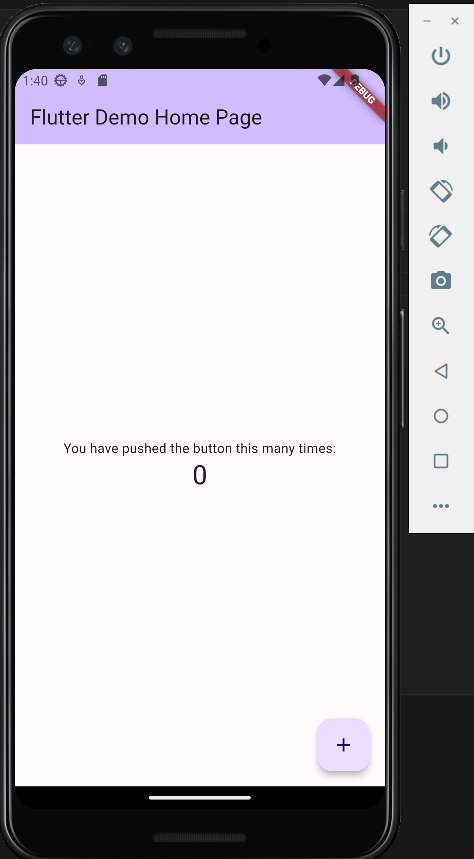 1:40
DEBUG
Flutter Demo Home Page
You have pushed the button this many times:
0
+